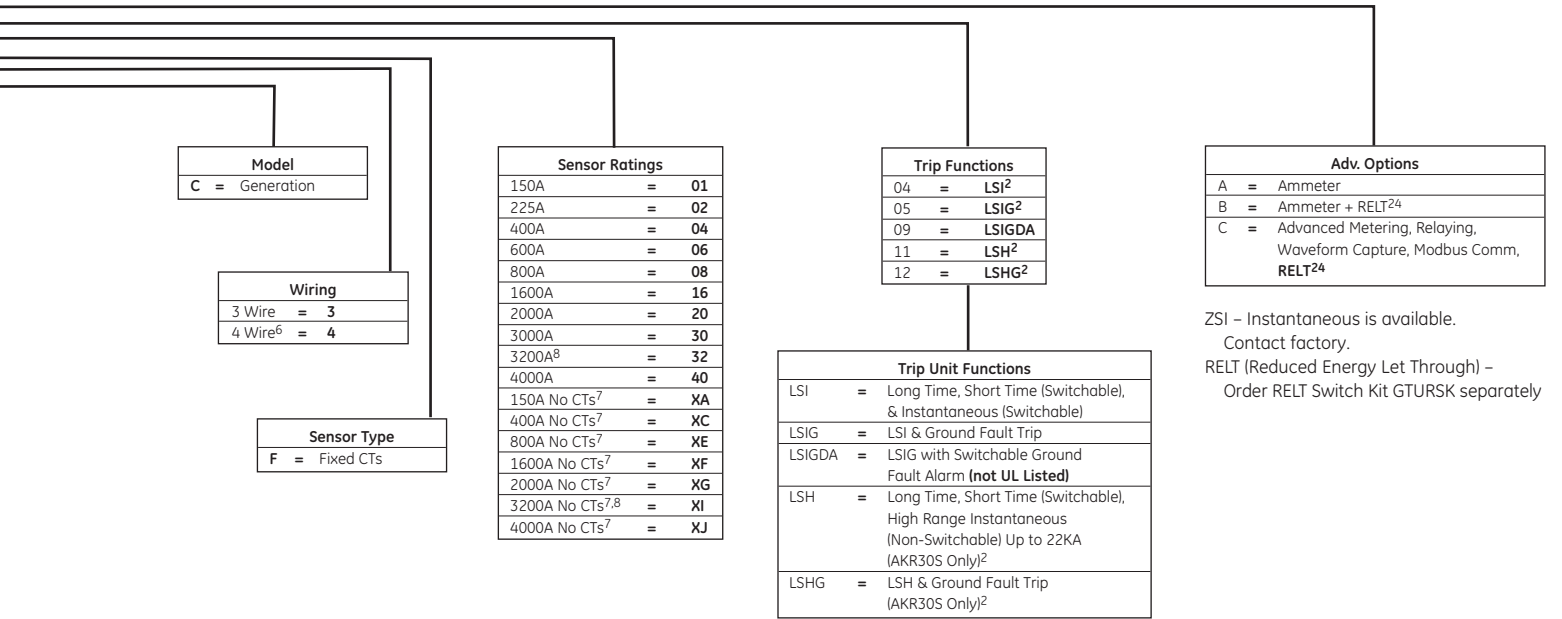 Model
C = Generation
Wiring
3 Wire = 3
4 Wire6 = 4
Sensor Type
F = Fixed CTs
Sensor Ratings
150A = 01
225A = 02
400A = 04
600A = 06
800A = 08
1600A = 16
2000A = 20
3000A = 30
3200A8 = 32
4000A = 40
150A No CTs7 = XA
400A No CTs7 = XC
800A No CTs7 = XE
1600A No CTs7 = XF
2000A No CTs7 = XG
3200A No CTs7,8 = XI
4000A No CTs7 = XJ
Trip Functions
04 = LSI2
05 = LSIG2
09 = LSIGDA
11 = LSH2
12 = LSHG2
Trip Unit Functions
LSI = Long Time, Short Time (Switchable),
& Instantaneous (Switchable)
LSIG = LSI & Ground Fault Trip
LSIGDA = LSIG with Switchable Ground
Fault Alarm (not UL Listed)
LSH = Long Time, Short Time (Switchable),
High Range Instantaneous
(Non-Switchable) Up to 22KA
(AKR30S Only)2
LSHG = LSH & Ground Fault Trip
(AKR30S Only)2
Adv. Options
A = Ammeter
B = Ammeter + RELT24
C = Advanced Metering, Relaying,
Waveform Capture, Modbus Comm,
RELT24
ZSI – Instantaneous is available.
Contact factory.
RELT (Reduced Energy Let Through) –
Order RELT Switch Kit GTURSK separately